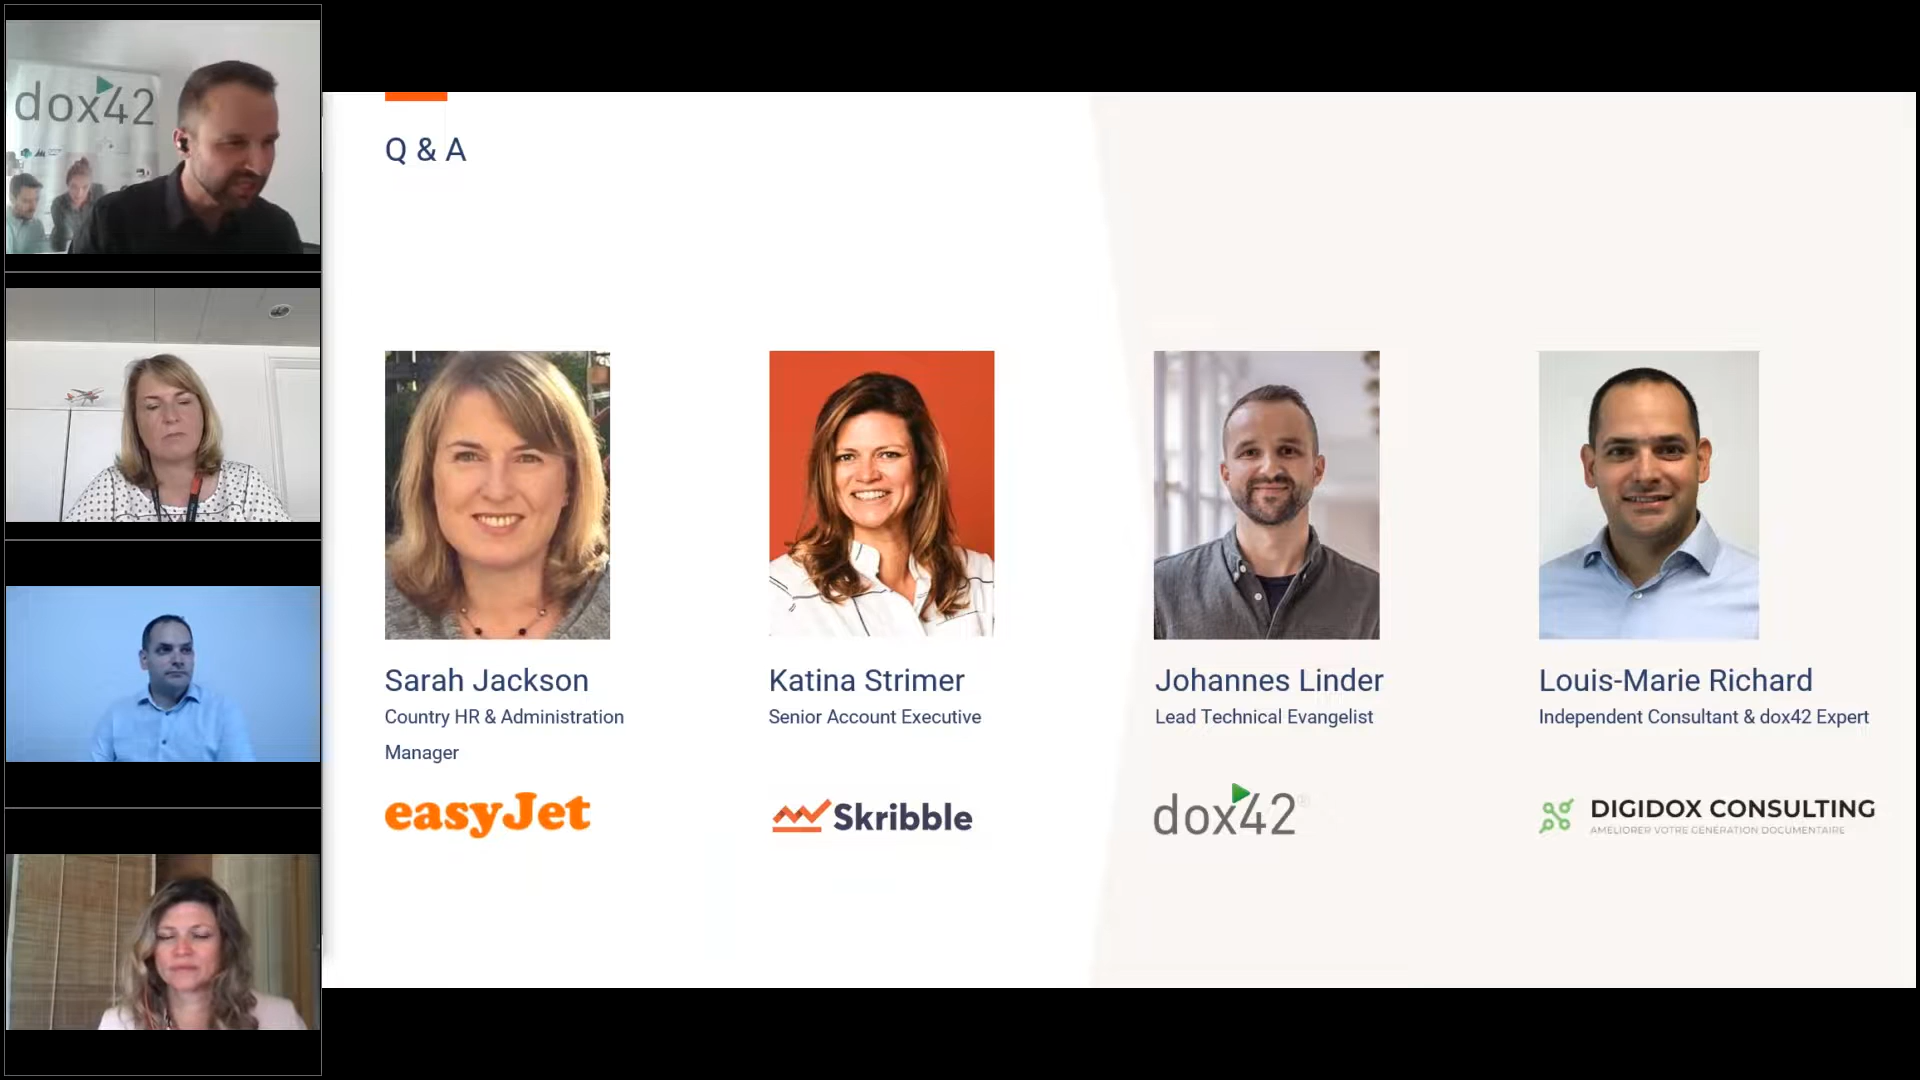 dox42
Q & A
Sarah Jackson
Country HR & Administration
Manager
easyJet
Katina Strimer
Senior Account Executive
Skribble
Johannes Linder
Lead Technical Evangelist
dox42®
Louis-Marie Richard
Independent Consultant & dox42 Expert
DIGIDOX CONSULTING
AMELIORER VOTRE GÉNÉRATION DOCUMENTAIRE